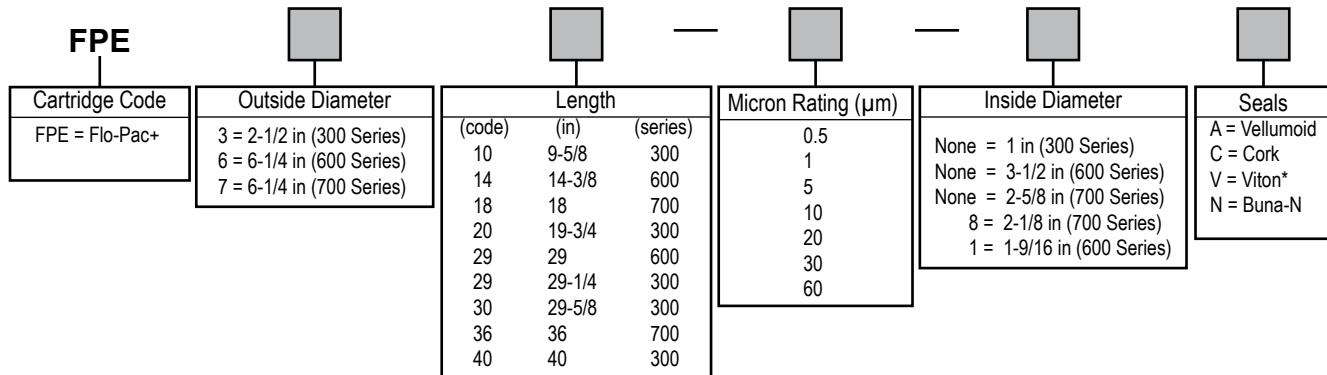 FPE — —
Cartridge Code
FPE = Flo-Pac+
Outside Diameter
3 = 2-1/2 in (300 Series)
6 = 6-1/4 in (600 Series)
7 = 6-1/4 in (700 Series)
Length
(code) (in) (series)
10 9-5/8 300
14 14-3/8 600
18 18 700
20 19-3/4 300
29 29 600
29 29-1/4 300
30 29-5/8 300
36 36 700
40 40 300
Micron Rating (µm)
0.5
1
5
10
20
30
60
Inside Diameter
None = 1 in (300 Series)
None = 3-1/2 in (600 Series)
None = 2-5/8 in (700 Series)
8 = 2-1/8 in (700 Series)
1 = 1-9/16 in (600 Series)
Seals
A = Vellumoid
C = Cork
V = Viton*
N = Buna-N